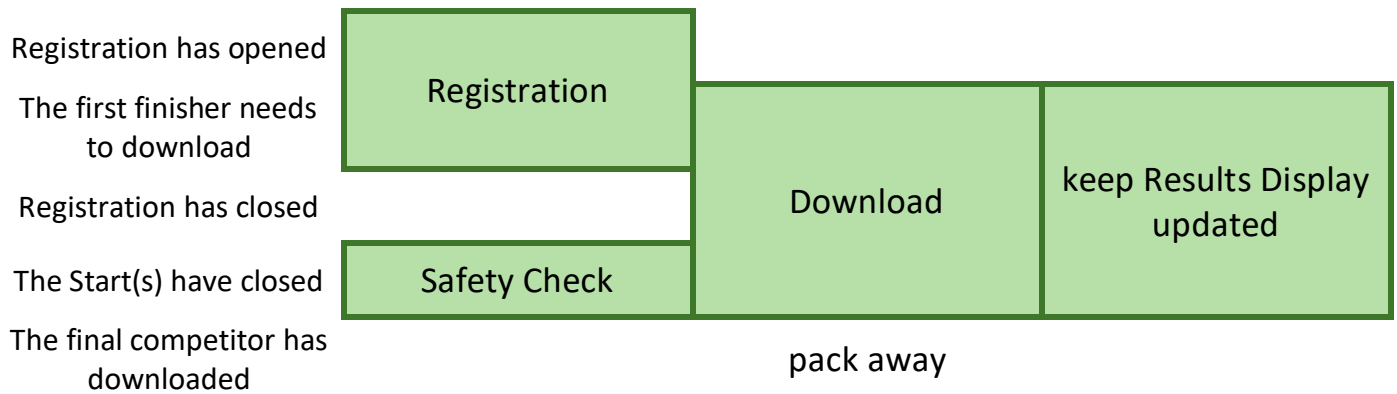 Registration has opened
The first finisher needs
to download
Registration has closed
The Start(s) have closed
The final competitor has
downloaded
Registration
Safety Check
Download
keep Results Display
updated
pack away